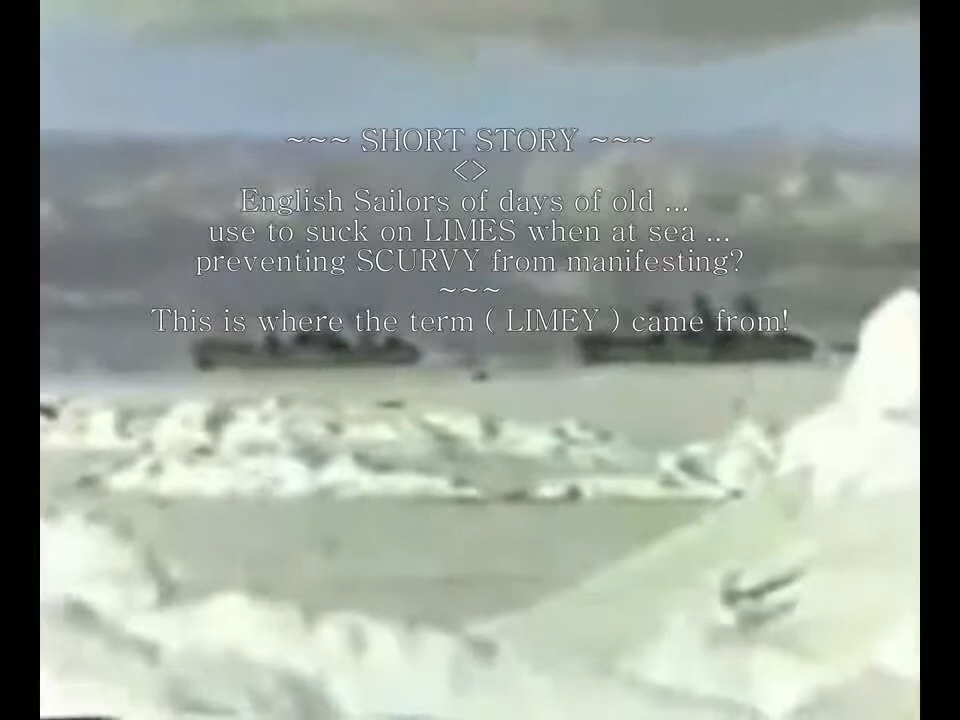 ~~~ SHORT STORY ~~~
<>
English Sailors of days of old ...
use to suck on LIMES when at sea ...
preventing SCURVY from manifesting?
~~~
This is where the term ( LIMEY ) came from!